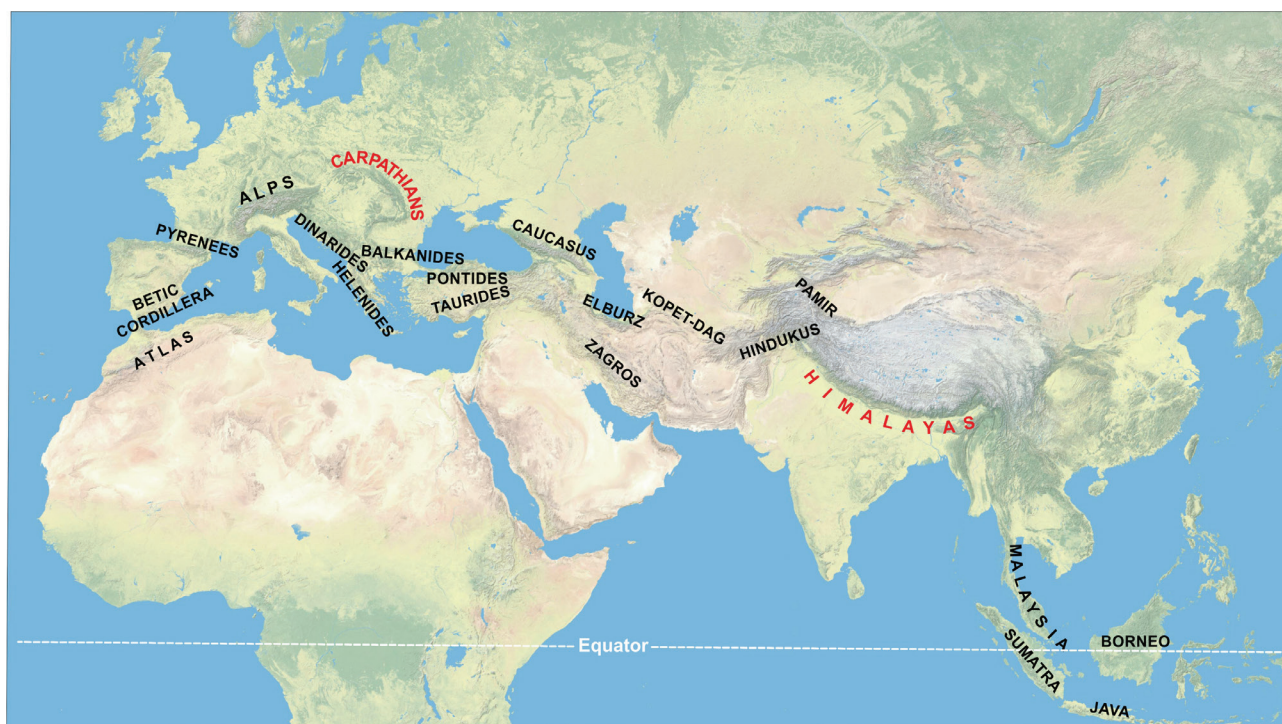 CARPATHIANS
ALPS
PYRENEES
DINARIDES
BALKANIDES
HELENIDES
CAUCASUS
PONTIDES
TAURIDES
BETIC
CORDILLERA
ATLAS
ELBURZ
KOPET-DAG
PAMIR
HINDUKUS
ZAGROS
HIMALAYAS
MALAYSIA
Equator
SUMATRA
BORNEO
JAVA